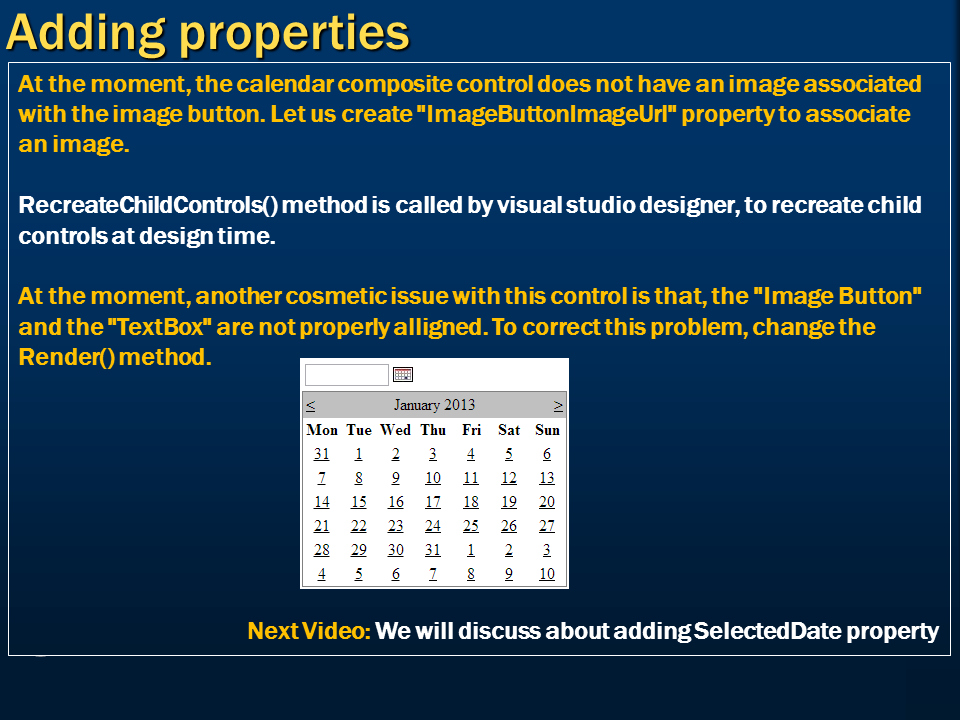 Adding properties
At the moment, the calendar composite control does not have an image associated
with the image button. Let us create "ImageButtonImageUrl" property to associate
an image.
RecreateChildControls() method is called by visual studio designer, to recreate child
controls at design time.
At the moment, another cosmetic issue with this control is that, the "Image Button"
and the "TextBox" are not properly alligned. To correct this problem, change the
Render() method.
< January 2013 >
Mon Tue Wed Thu Fri Sat Sun
31 1 2 3 4 5 6
7 8 9 10 11 12 13
14 15 16 17 18 19 20
21 22 23 24 25 26 27
28 29 30 31 1 2 3
4 5 6 7 8 9 10
Next Video: We will discuss about adding SelectedDate property